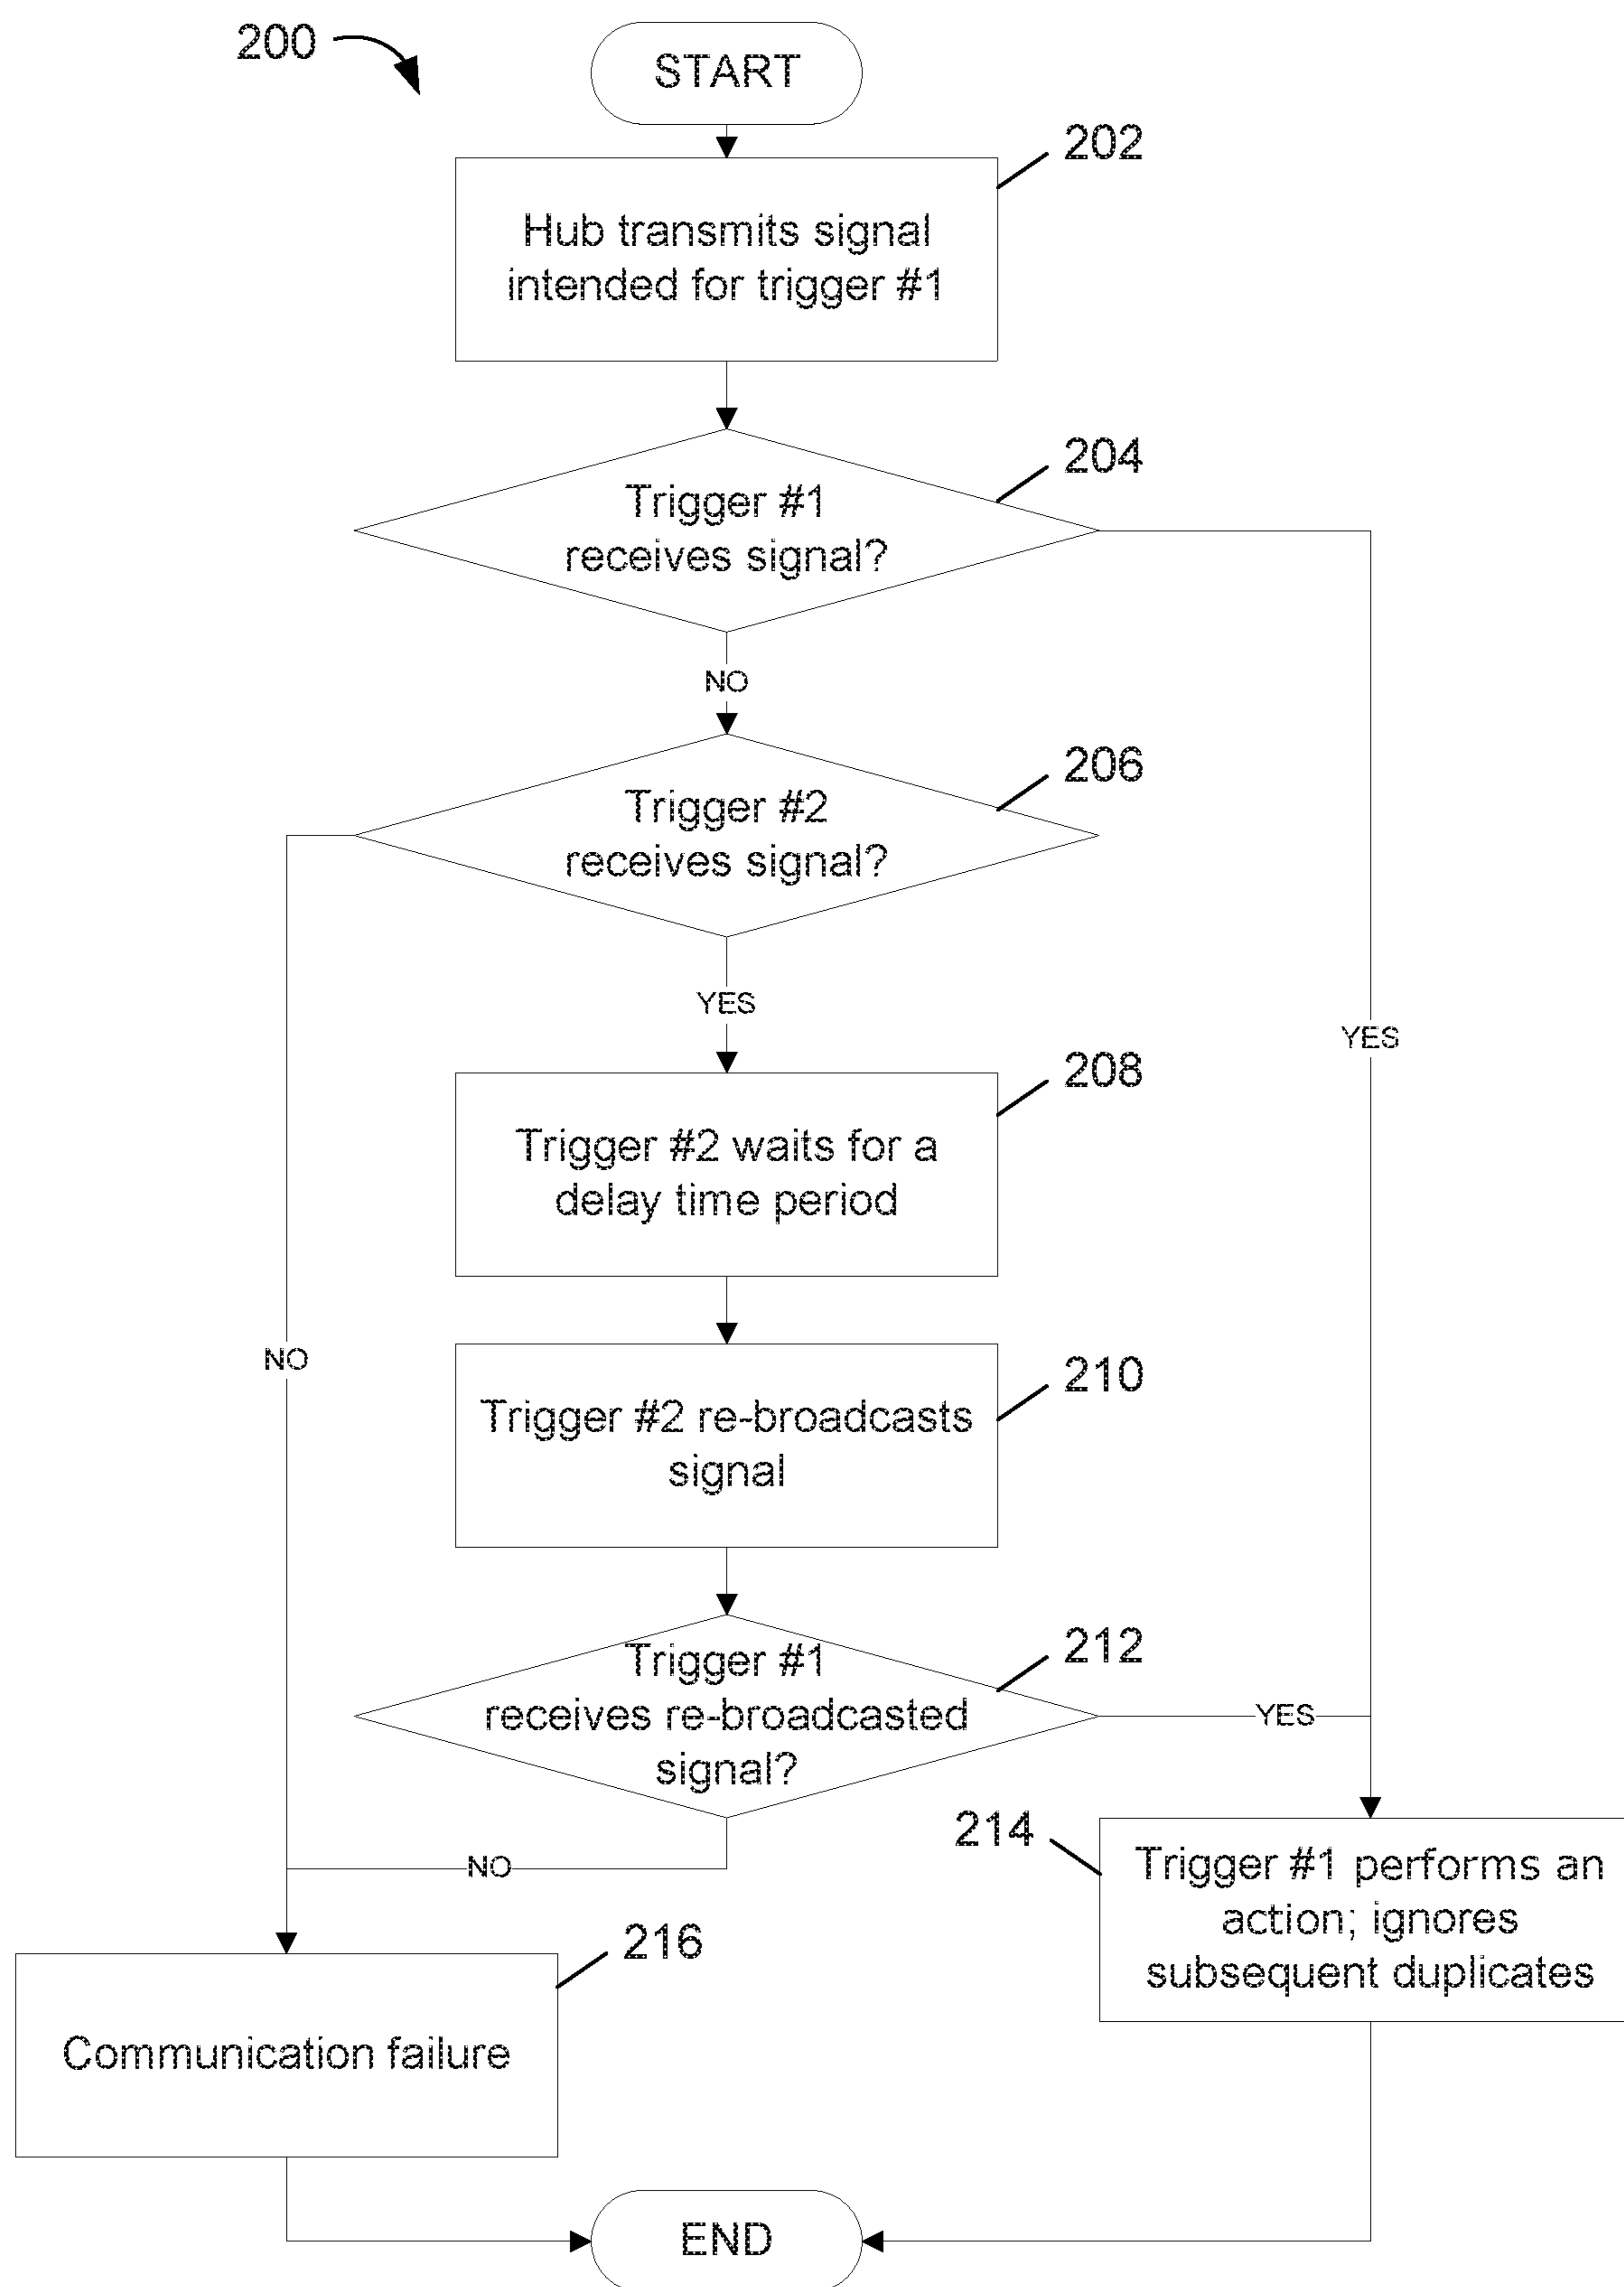 200
START
202
Hub transmits signal
intended for trigger #1
204
Trigger #1
receives signal?
NO
206
Trigger #2
receives signal?
YES
YES
208
Trigger #2 waits for a
delay time period
NO
210
Trigger #2 re-broadcasts
signal
212
Trigger #1
receives re-broadcasted
signal?
YES
NO
214
Trigger #1 performs an
action; ignores
subsequent duplicates
216
Communication failure
END